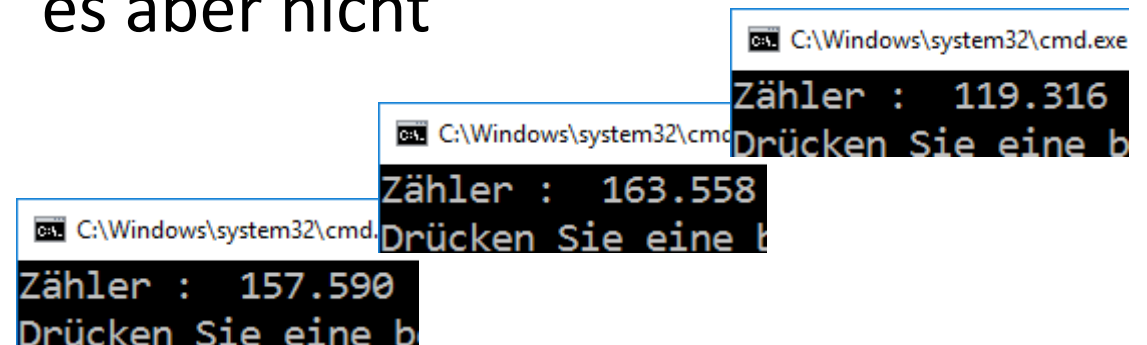 es aber nicht
C:\Windows\system32\cmd.exe
Zähler : 119.316
Drücken Sie eine
C:\Windows\system32\cmd
Zähler : 163.558
Drücken Sie eine
C:\Windows\system32\cmd.
Zähler : 157.590
Drücken Sie eine